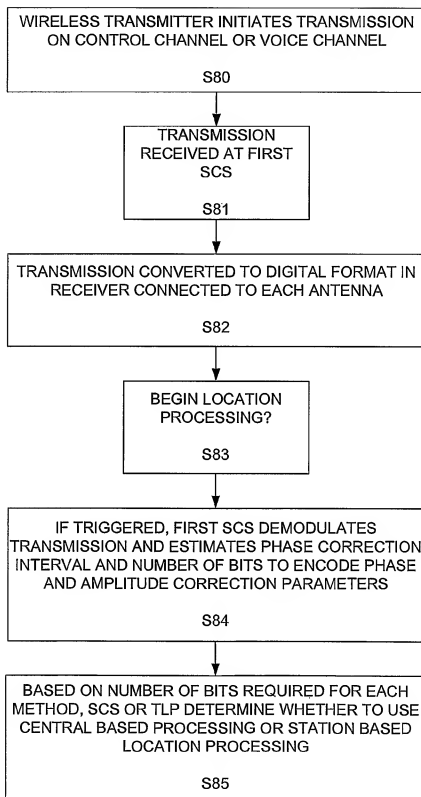 WIRELESS TRANSMITTER INITIATES TRANSMISSION
ON CONTROL CHANNEL OR VOICE CHANNEL
S80
TRANSMISSION
RECEIVED AT FIRST
SCS
S81
TRANSMISSION CONVERTED TO DIGITAL FORMAT IN
RECEIVER CONNECTED TO EACH ANTENNA
S82
BEGIN LOCATION
PROCESSING?
S83
IF TRIGGERED, FIRST SCS DEMODULATES
TRANSMISSION AND ESTIMATES PHASE CORRECTION
INTERVAL AND NUMBER OF BITS TO ENCODE PHASE
AND AMPLITUDE CORRECTION PARAMETERS
S84
BASED ON NUMBER OF BITS REQUIRED FOR EACH
METHOD, SCS OR TLP DETERMINE WHETHER TO USE
CENTRAL BASED PROCESSING OR STATION BASED
LOCATION PROCESSING
S85